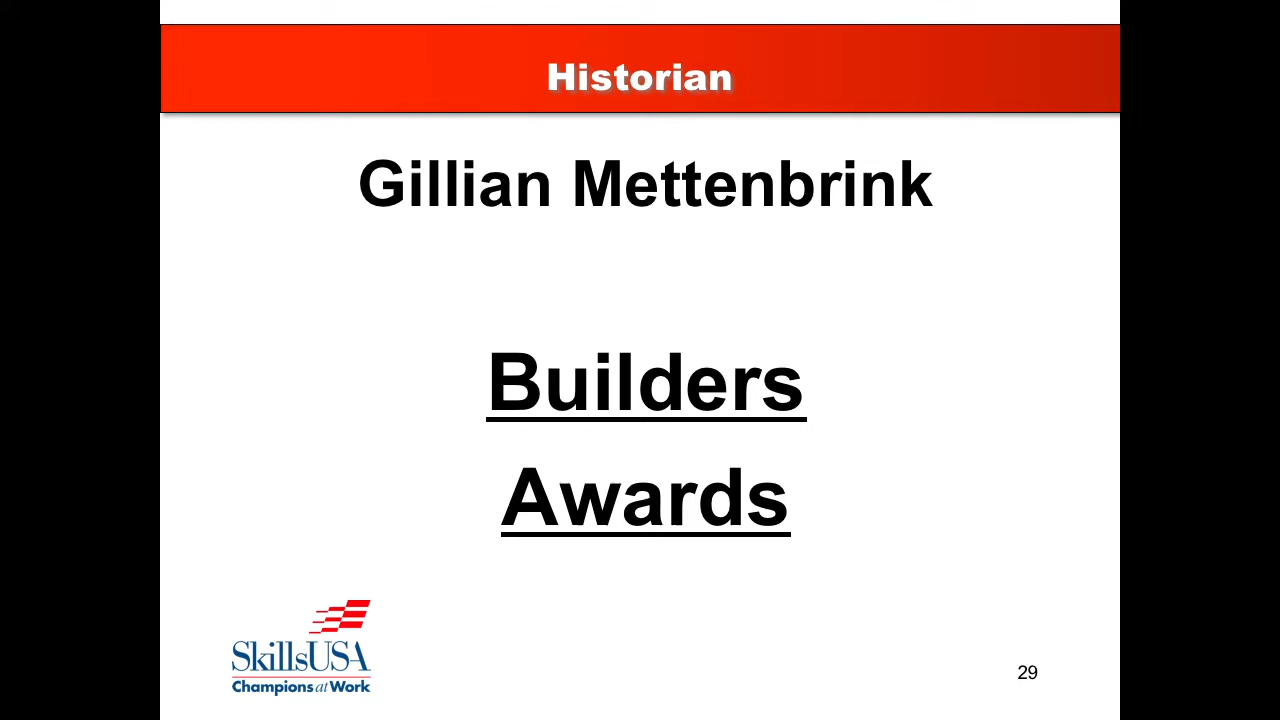 Historian
Gillian Mettenbrink
Builders
Awards
SkillsUSA
Champions at Work
29